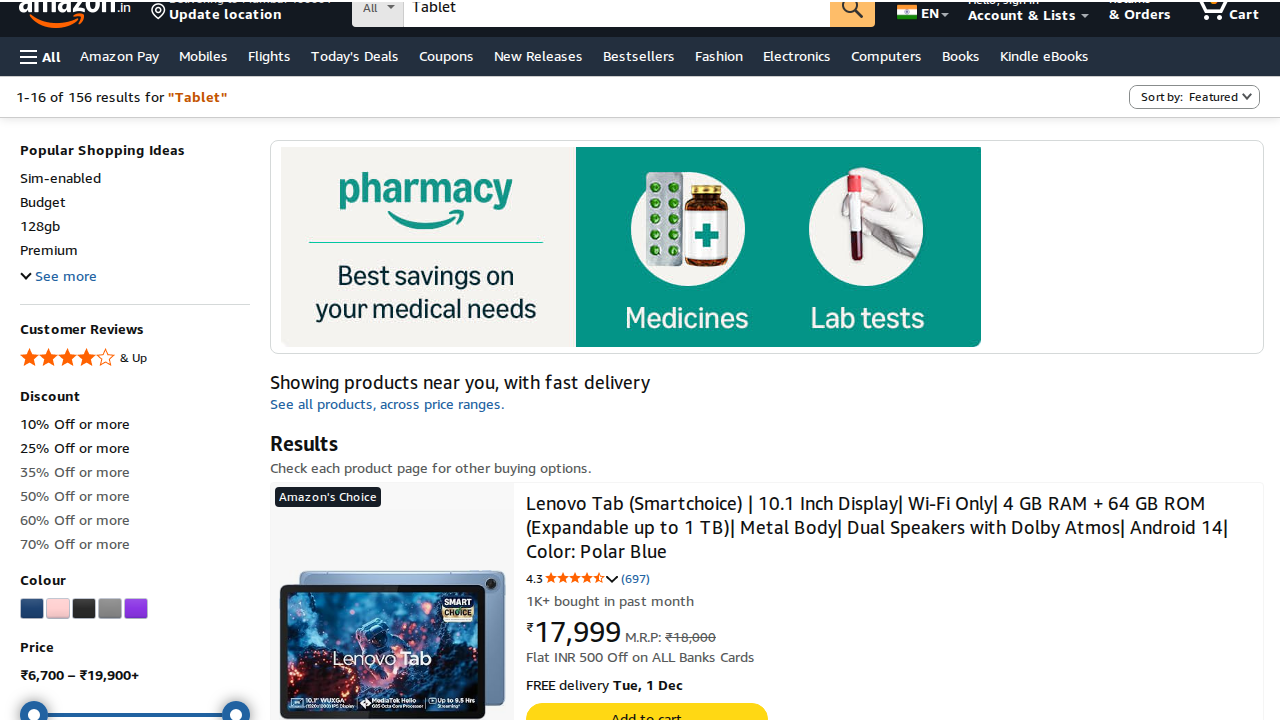 amazon.in
Update location
All
Tablet
EN
Account & Lists
& Orders
Cart
All
Amazon Pay
Mobiles
Flights
Today's Deals
Coupons
New Releases
Bestsellers
Fashion
Electronics
Computers
Books
Kindle eBooks
1-16 of 156 results for "Tablet"
Sort by: Featured
Popular Shopping Ideas
Sim-enabled
Budget
128gb
Premium
See more
Customer Reviews
& Up
Discount
10% Off or more
25% Off or more
35% Off or more
50% Off or more
60% Off or more
70% Off or more
Colour
Price
₹6,700 – ₹19,900+
pharmacy
Best savings on
your medical needs
Medicines
Lab tests
Showing products near you, with fast delivery
See all products, across price ranges.
Results
Check each product page for other buying options.
Amazon's Choice
SMART
CHOICE
Lenovo Tab
Lenovo Tab (Smartchoice) | 10.1 Inch Display| Wi-Fi Only| 4 GB RAM + 64 GB ROM
(Expandable up to 1 TB)| Metal Body| Dual Speakers with Dolby Atmos| Android 14|
Color: Polar Blue
4.3 (697)
1K+ bought in past month
₹17,999 M.R.P: ₹18,000
Flat INR 500 Off on ALL Banks Cards
FREE delivery Tue, 1 Dec
Add to cart